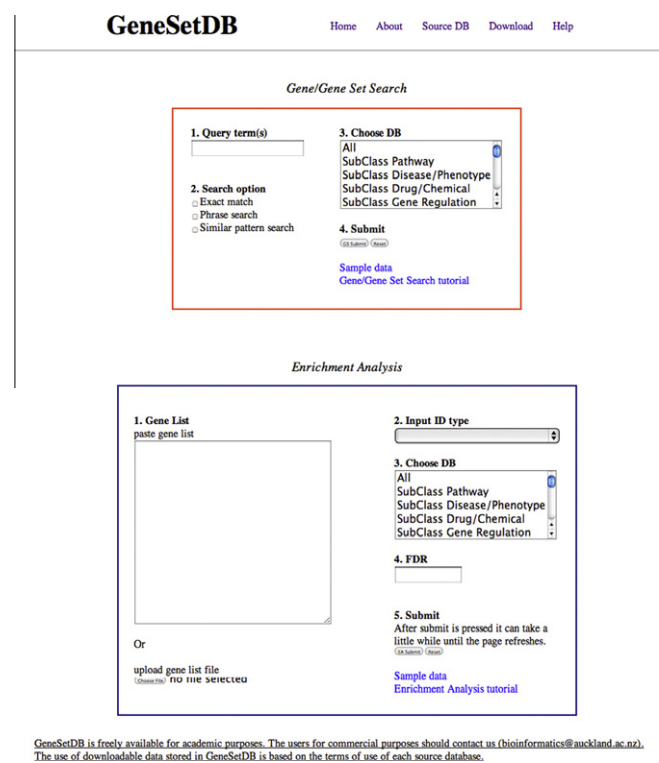 GeneSetDB Home About Source DB Download Help
Gene/Gene Set Search
1. Query term(s)
2. Search option
Exact match
Phrase search
Similar pattern search
3. Choose DB
All
SubClass Pathway
SubClass Disease/Phenotype
SubClass Drug/Chemical
SubClass Gene Regulation
4. Submit
GS Submit Reset
Sample data
Gene/Gene Set Search tutorial
Enrichment Analysis
1. Gene List
paste gene list
Or
upload gene list file
Choose File no file selected
2. Input ID type
3. Choose DB
All
SubClass Pathway
SubClass Disease/Phenotype
SubClass Drug/Chemical
SubClass Gene Regulation
4. FDR
5. Submit
After submit is pressed it can take a
little while until the page refreshes.
EA Submit Reset
Sample data
Enrichment Analysis tutorial
GeneSetDB is freely available for academic purposes. The users for commercial purposes should contact us (bioinformatics@auckland.ac.nz).
The use of downloadable data stored in GeneSetDB is based on the terms of use of each source database.